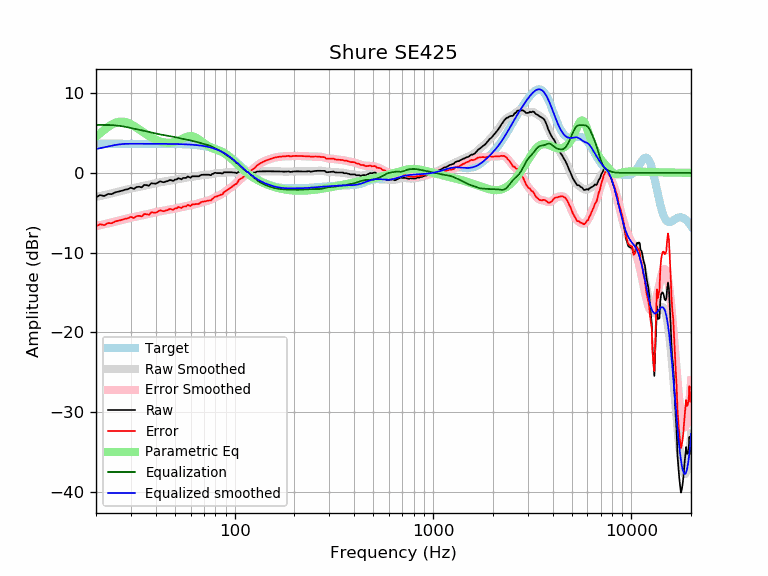 Shure SE425
10
0
−10
−20
−30
−40
Amplitude (dBr)
Target
Raw Smoothed
Error Smoothed
Raw
Error
Parametric Eq
Equalization
Equalized smoothed
100
1000
10000
Frequency (Hz)